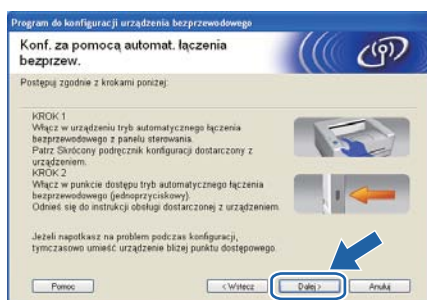 Program do konfiguracji urządzenia bezprzewodowego
Konf. za pomocą automat. łączenia
bezprzew.
Postępuj zgodnie z krokami poniżej:
KROK 1
Włącz w urządzeniu tryb automatycznego łączenia
bezprzewodowego z panelu sterowania.
Patrz Skrócony podręcznik konfiguracji dostarczony z
urządzeniem.
KROK 2
Włącz w punkcie dostępu tryb automatycznego łączenia
bezprzewodowego (jednoprzyciskowy).
Odnieś się do instrukcji obsługi dostarczonej z urządzeniem.
Jeżeli napotkasz na problem podczas konfiguracji,
tymczasowo umieść urządzenie bliżej punktu dostępowego.
Pomoc < Wstecz Dalej > Anuluj